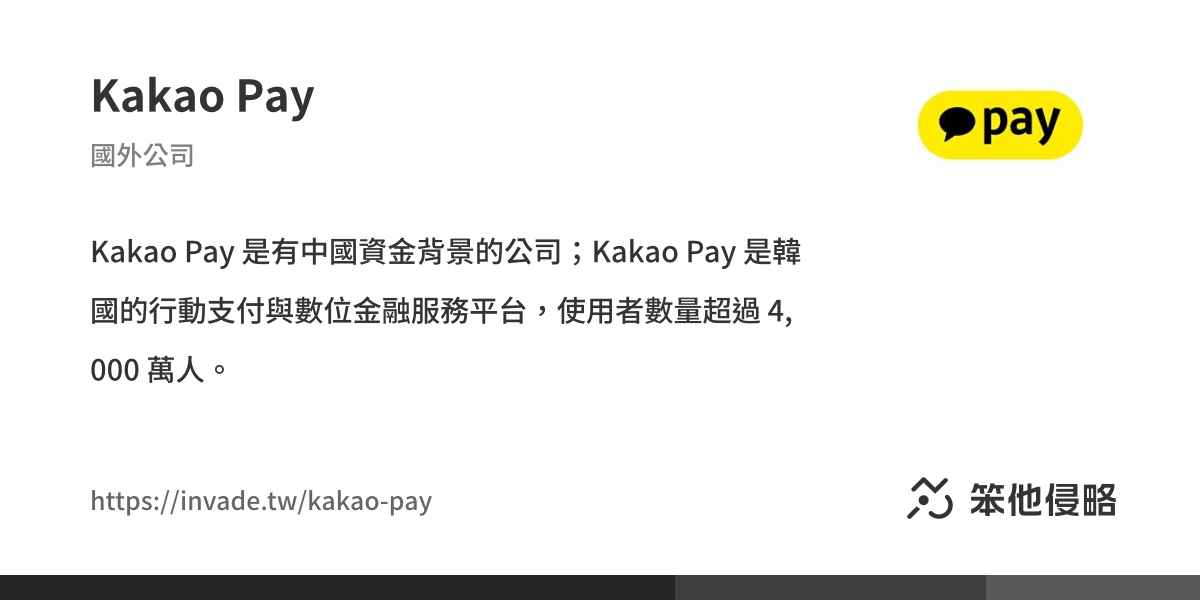 Kakao Pay
國外公司
pay
Kakao Pay 是有中國資金背景的公司；Kakao Pay 是韓
國的行動支付與數位金融服務平台，使用者數量超過 4,
000 萬人。
https://invade.tw/kakao-pay
笨他侵略